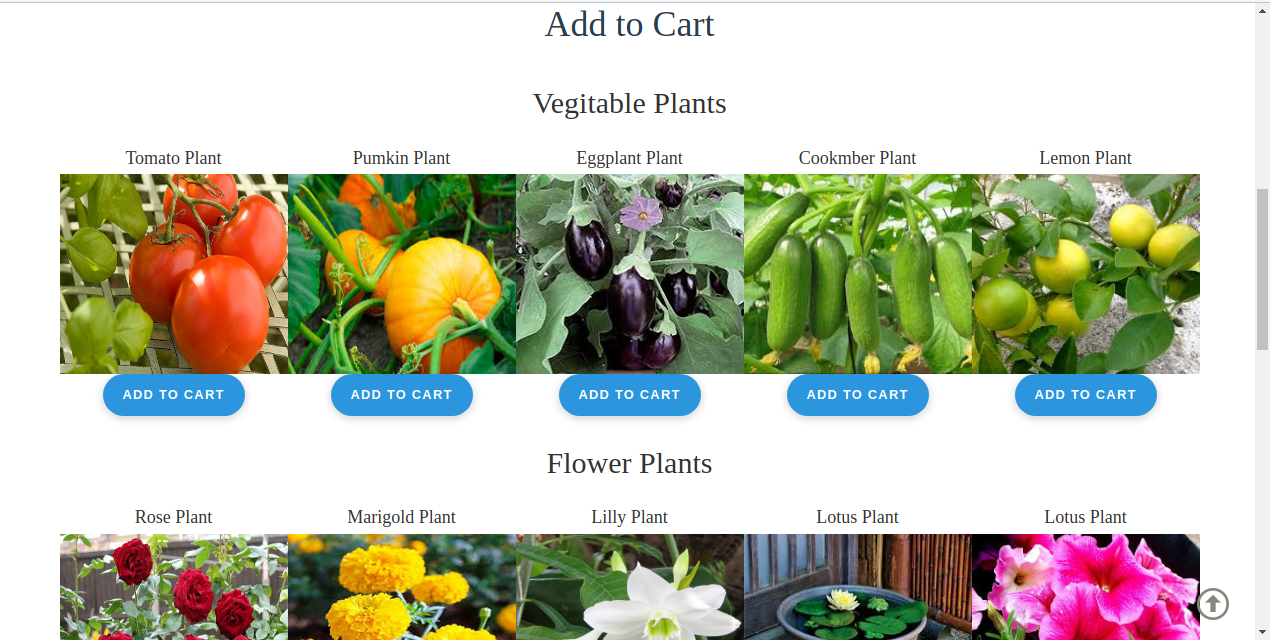 Add to Cart
Vegitable Plants
Tomato Plant Pumkin Plant Eggplant Plant Cookmber Plant Lemon Plant
ADD TO CART ADD TO CART ADD TO CART ADD TO CART ADD TO CART
Flower Plants
Rose Plant Marigold Plant Lilly Plant Lotus Plant Lotus Plant